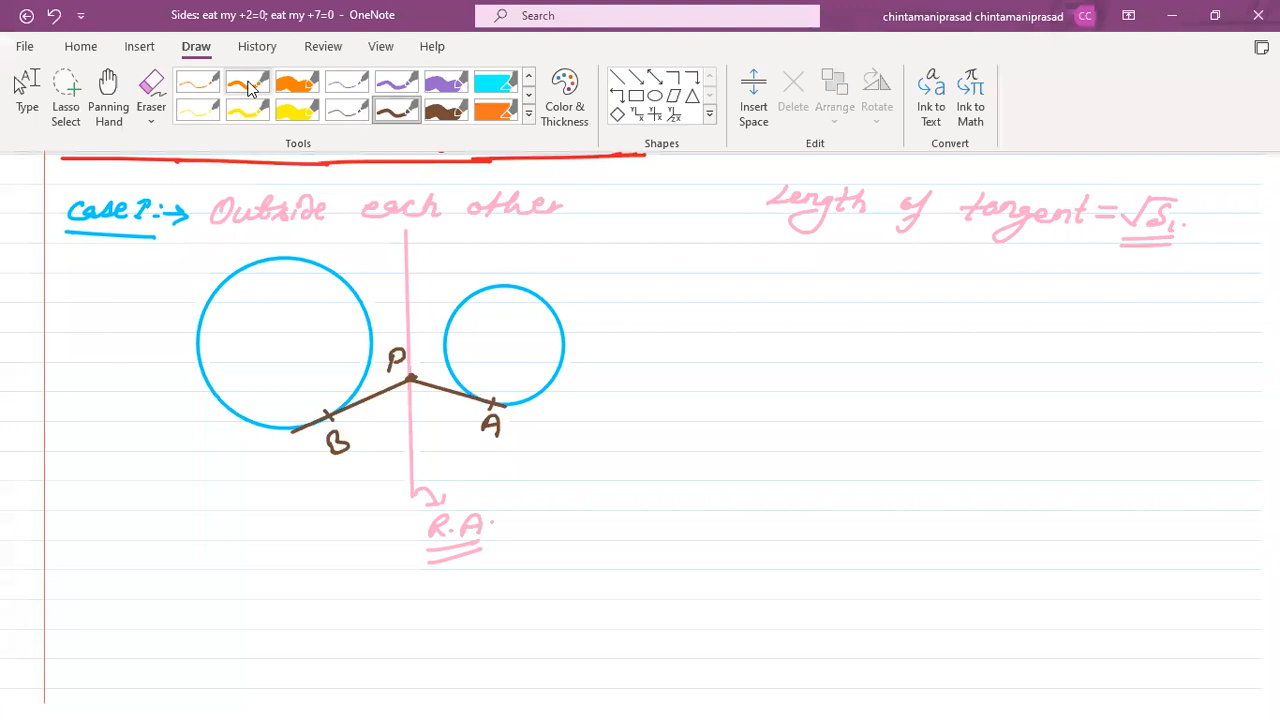 Sides: eat my +2=0; eat my +7=0 - OneNote
Search
chintamaniprasad chintamaniprasad CC
File Home Insert Draw History Review View Help
Type
Lasso Select
Panning Hand
Eraser
Color & Thickness
Insert Space
Delete
Arrange
Rotate
Ink to Text
Ink to Math
Tools
Shapes
Edit
Convert
Case I:→ Outside each other
Length of tangent = √S₁.
P
A
B
R.A.